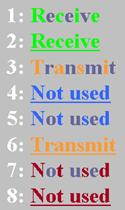 1: Receive
2: Receive
3: Transmit
4: Not used
5: Not used
6: Transmit
7: Not used
8: Not used